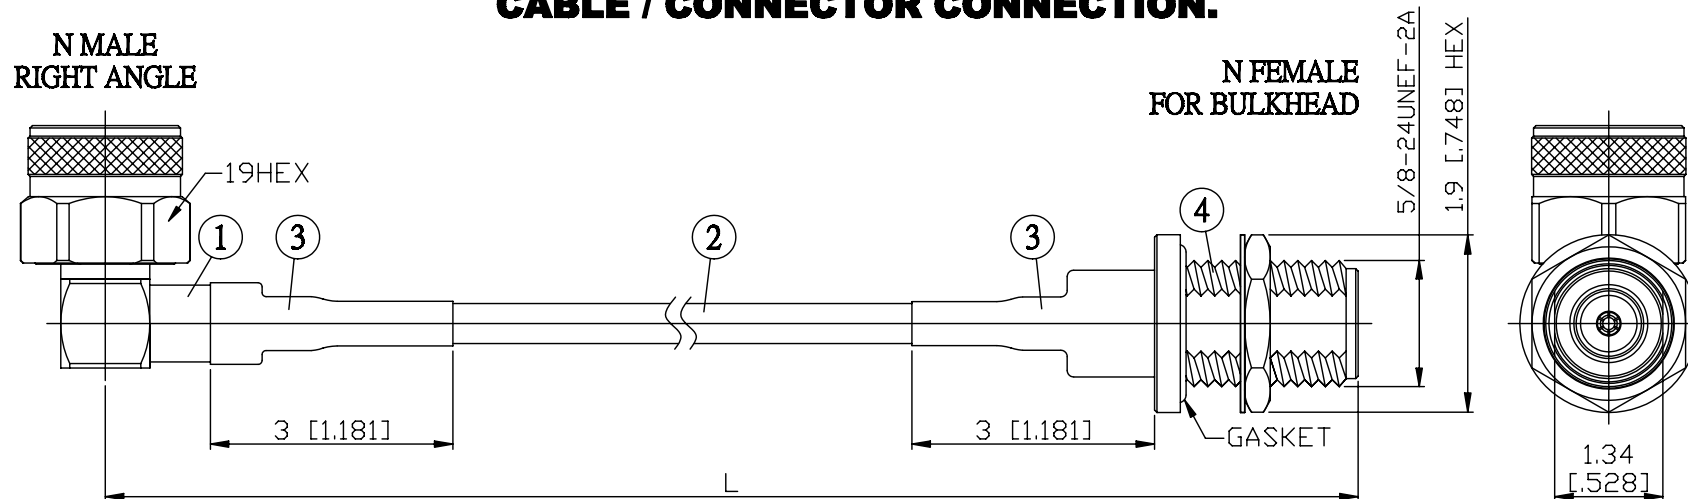 CABLE / CONNECTOR CONNECTION.
N MALE
RIGHT ANGLE
N FEMALE
FOR BULKHEAD
5/8-24UNEF-2A
1.9 [.748] HEX
19HEX
1
3
2
3
4
3 [1.181]
3 [1.181]
GASKET
1.34
[.528]
L